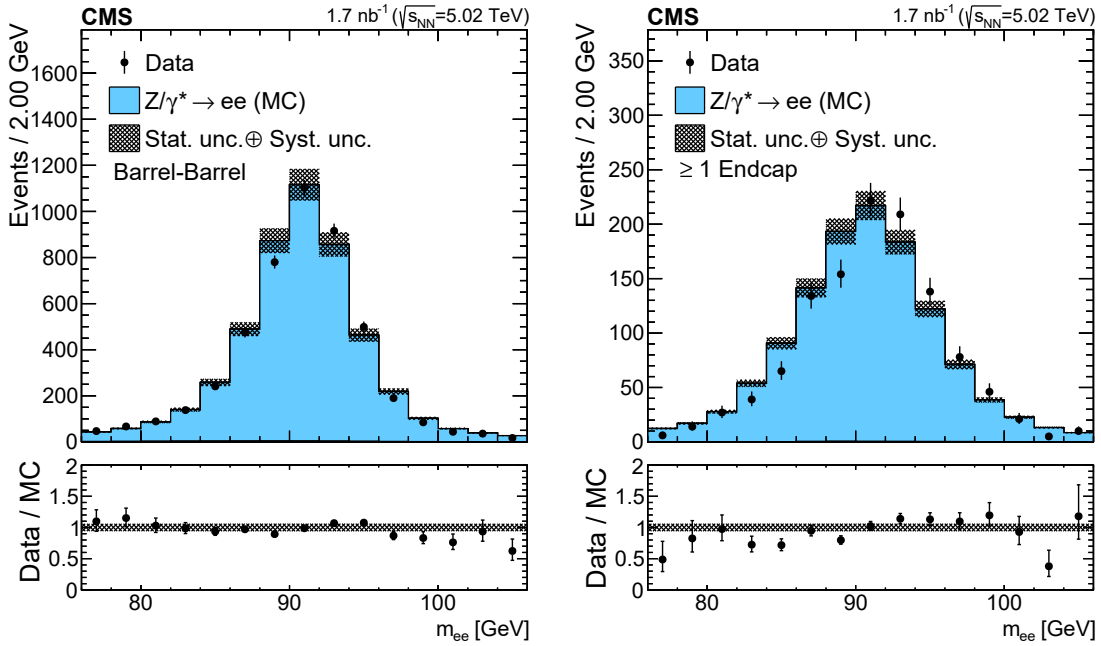 CMS 1.7 nb⁻¹ (√s_NN=5.02 TeV)
Events / 2.00 GeV
1600
1400
1200
1000
800
600
400
200
0
Data
Z/γ* → ee (MC)
Stat. unc.⊕ Syst. unc.
Barrel-Barrel
Data / MC
2
1.5
1
0.5
0
80 90 100
m_ee [GeV]
CMS 1.7 nb⁻¹ (√s_NN=5.02 TeV)
Events / 2.00 GeV
350
300
250
200
150
100
50
0
Data
Z/γ* → ee (MC)
Stat. unc.⊕ Syst. unc.
≥ 1 Endcap
Data / MC
2
1.5
1
0.5
0
80 90 100
m_ee [GeV]